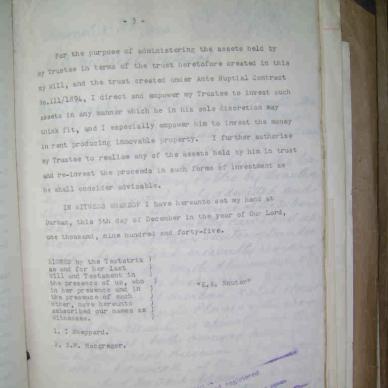 - 3 -
For the purpose of administering the assets held by
my Trustee in terms of the trust heretofore created in this
my Will, and the trust created under Ante Nuptial Contract
No.111/1894, I direct and empower my Trustee to invest such
assets in any manner which he in his sole discretion may
think fit, and I especially empower him to invest the money
in rent producing immovable property. I further authorise
my Trustee to realise any of the assets held by him in trust
and re-invest the proceeds in such forms of investment as
he shall consider advisable.
IN WITNESS WHEREOF I have hereunto set my hand at
Durban, this 5th day of December in the year of Our Lord,
one thousand, nine hundred and forty-five.
SIGNED by the Testatrix )
as and for her last )
Will and Testament in )
the presence of us, who )
in her presence and in )
the presence of each )
other, have hereunto )
subscribed our names as )
Witnesses. )
1. T Sheppard.
2. Macgregor.
registered